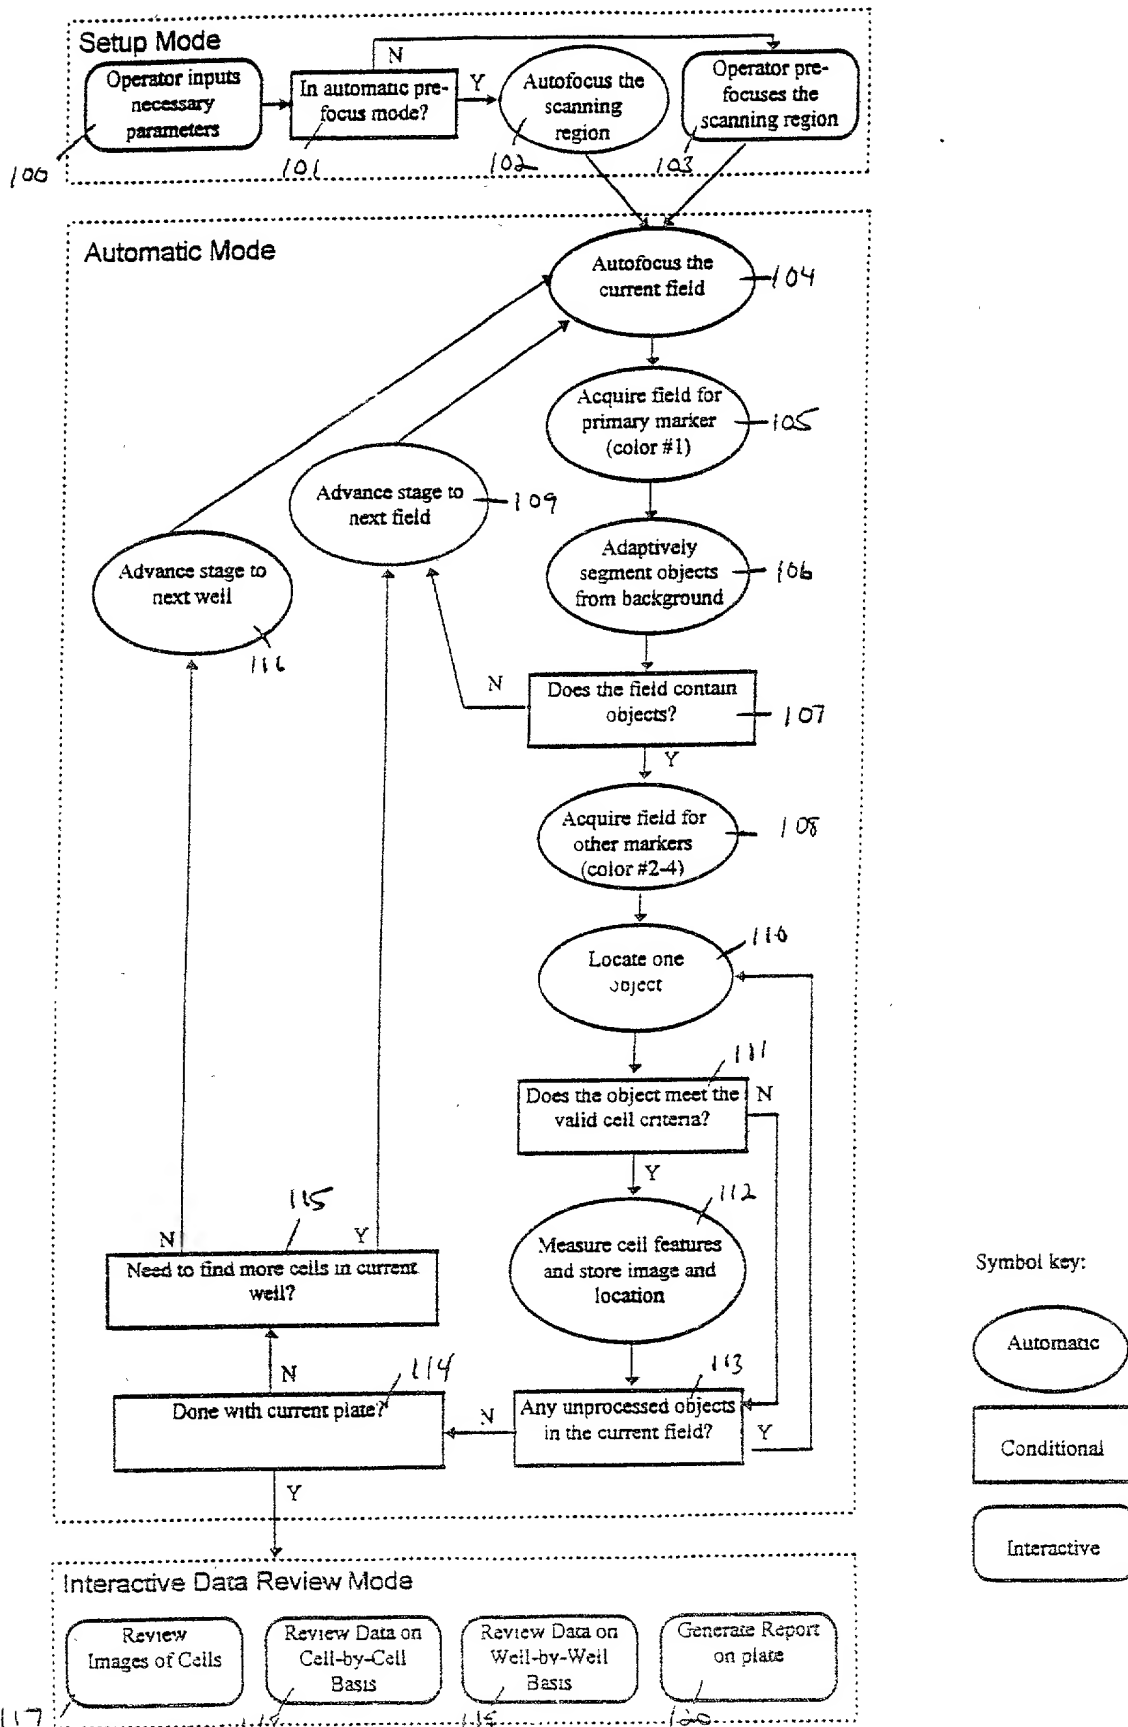 Setup Mode
Operator inputs
necessary
parameters
100
In automatic pre-
focus mode?
101
N
Y
Autofocus the
scanning
region
102
Operator pre-
focuses the
scanning region
103
Automatic Mode
Autofocus the
current field
104
Acquire field for
primary marker
(color #1)
105
Advance stage to
next field
109
Advance stage to
next well
116
Adaptively
segment objects
from background
106
Does the field contain
objects?
107
N
Y
Acquire field for
other markers
(color #2-4)
108
Locate one
object
110
Does the object meet the
valid cell criteria?
111
N
Y
Measure cell features
and store image and
location
112
115
N
Y
Need to find more cells in current
well?
N
Done with current plate?
114
N
Any unprocessed objects
in the current field?
113
Y
Y
Symbol key:
Automatic
Conditional
Interactive
Interactive Data Review Mode
Review
Images of Cells
117
Review Data on
Cell-by-Cell
Basis
Review Data on
Well-by-Well
Basis
Generate Report
on plate
120